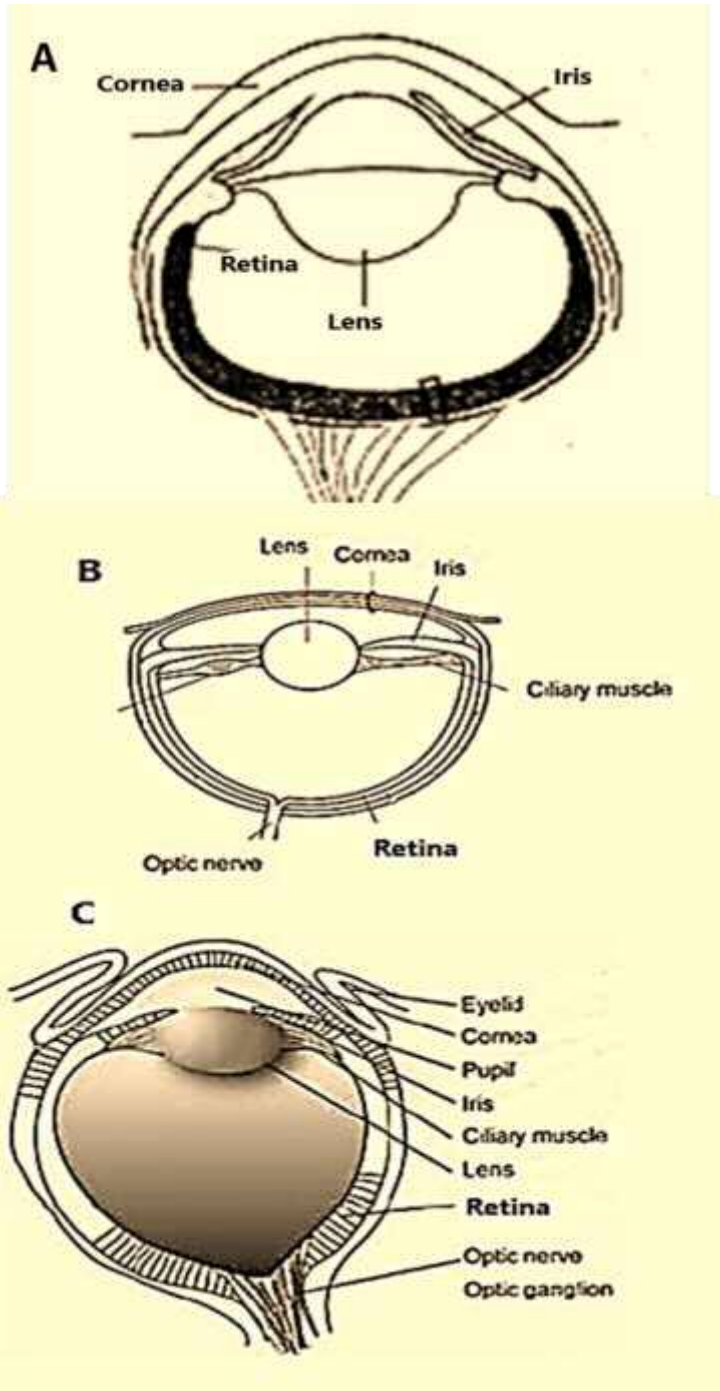 A
Cornea
Iris
Retina
Lens
B
Lens
Cornea
Iris
Ciliary muscle
Optic nerve
Retina
C
Eyelid
Cornea
Pupil
Iris
Ciliary muscle
Lens
Retina
Optic nerve
Optic ganglion